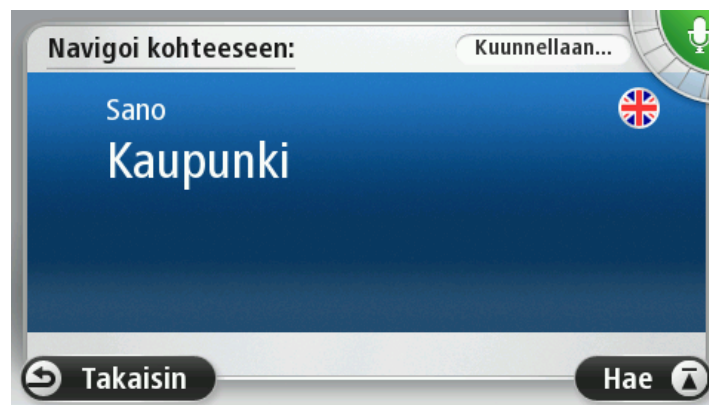 Navigoi kohteeseen:
Kuunnellaan...
Sano
Kaupunki
Takaisin
Hae